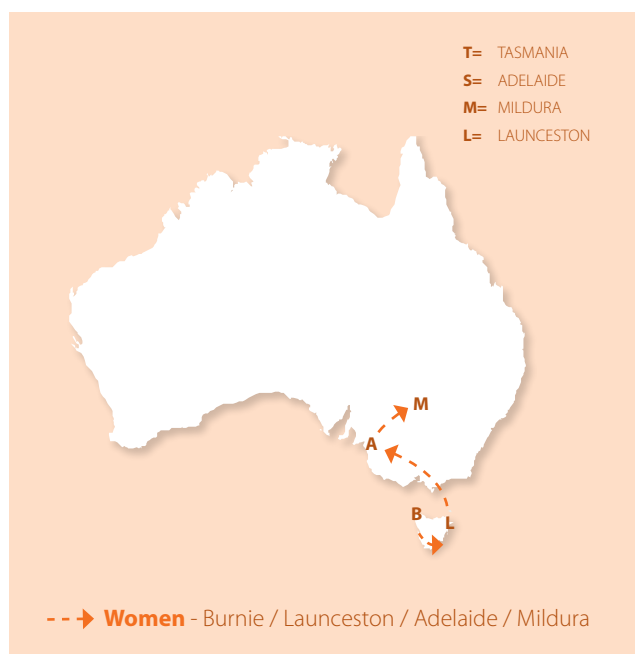 T= TASMANIA
S= ADELAIDE
M= MILDURA
L= LAUNCESTON
M
A
B
L
Women - Burnie / Launceston / Adelaide / Mildura